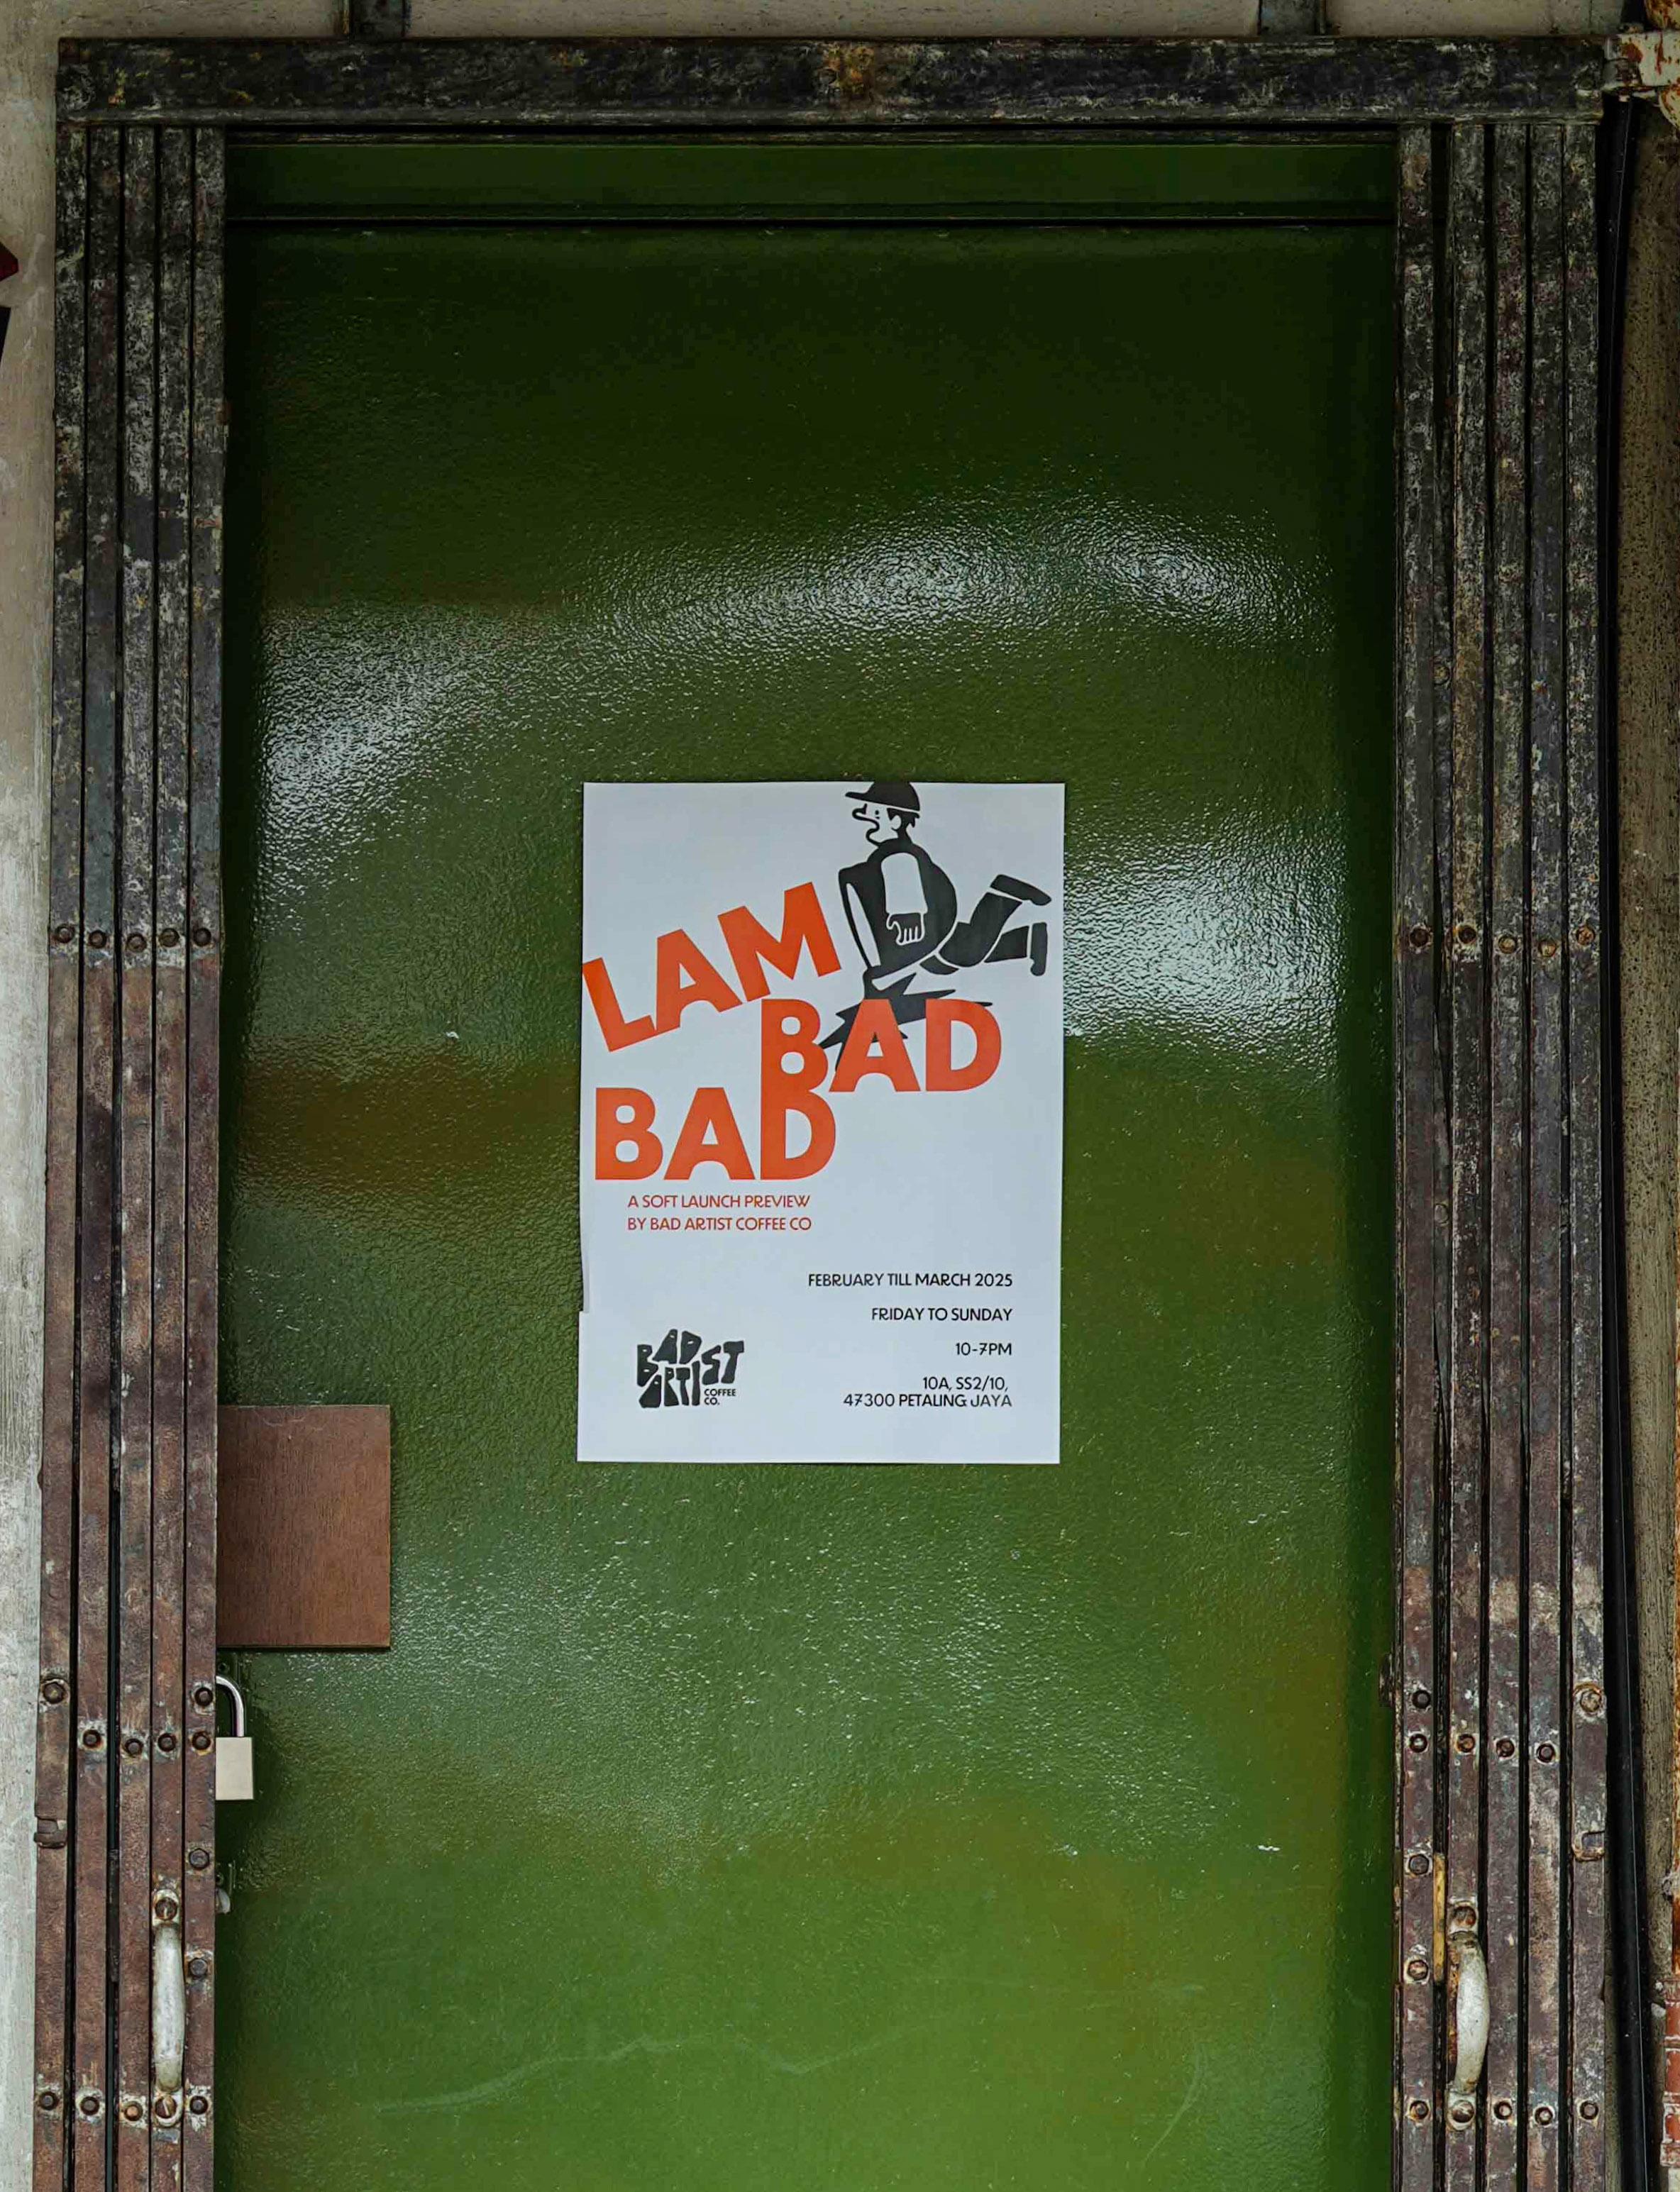 LAM
BAD
BAD
A SOFT LAUNCH PREVIEW
BY BAD ARTIST COFFEE CO
FEBRUARY TILL MARCH 2025
FRIDAY TO SUNDAY
10-7PM
10A, SS2/10,
47300 PETALING JAYA
BAD
ARTIST
COFFEE
CO.